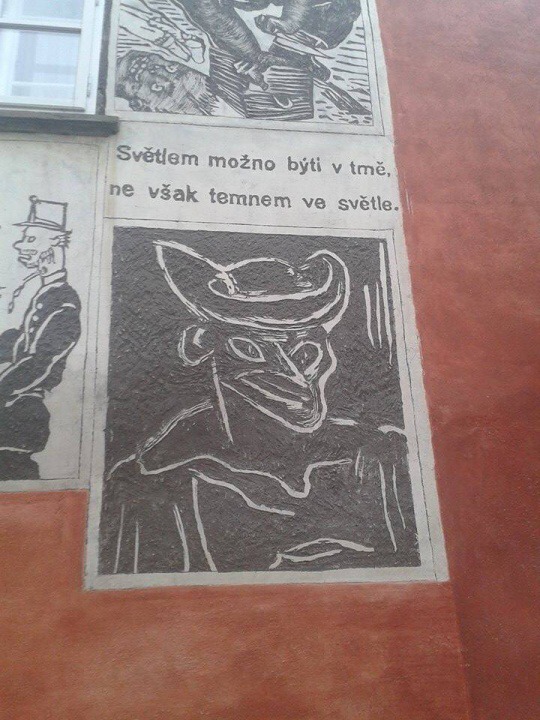 Světlem možno býti v tmě,
ne však temnem ve světle.